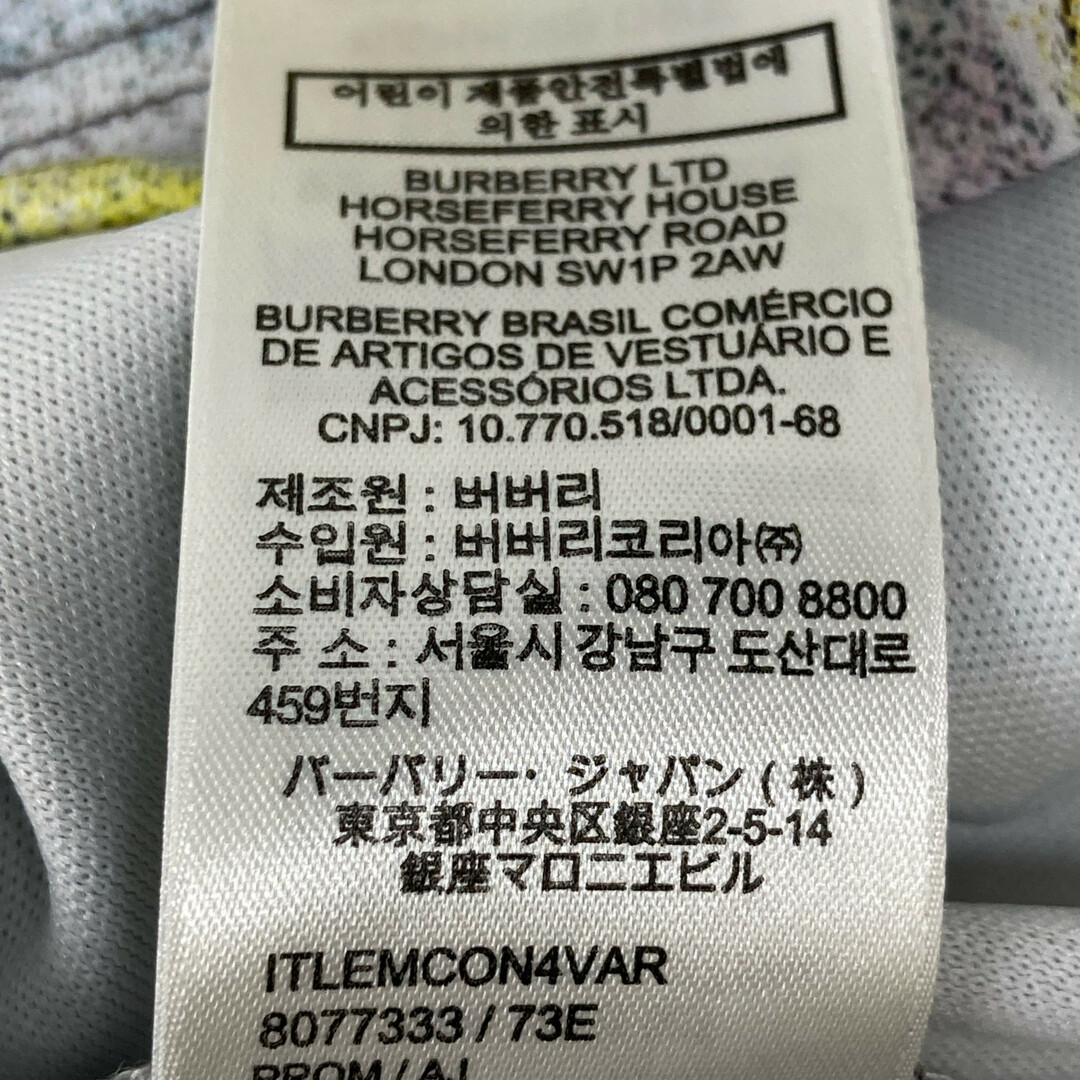 어린이 제품안전특별법에
의한 표시
BURBERRY LTD
HORSEFERRY HOUSE
HORSEFERRY ROAD
LONDON SW1P 2AW
BURBERRY BRASIL COMÉRCIO
DE ARTIGOS DE VESTUÁRIO E
ACESSÓRIOS LTDA.
CNPJ: 10.770.518/0001-68
제조원 : 버버리
수입원 : 버버리코리아㈜
소비자상담실 : 080 700 8800
주 소 : 서울시 강남구 도산대로
459번지
バーバリー・ジャパン ( 株 )
東京都中央区銀座2-5-14
銀座マロニエビル
ITLEMCON4VAR
8077333 / 73E
PROM / AJ